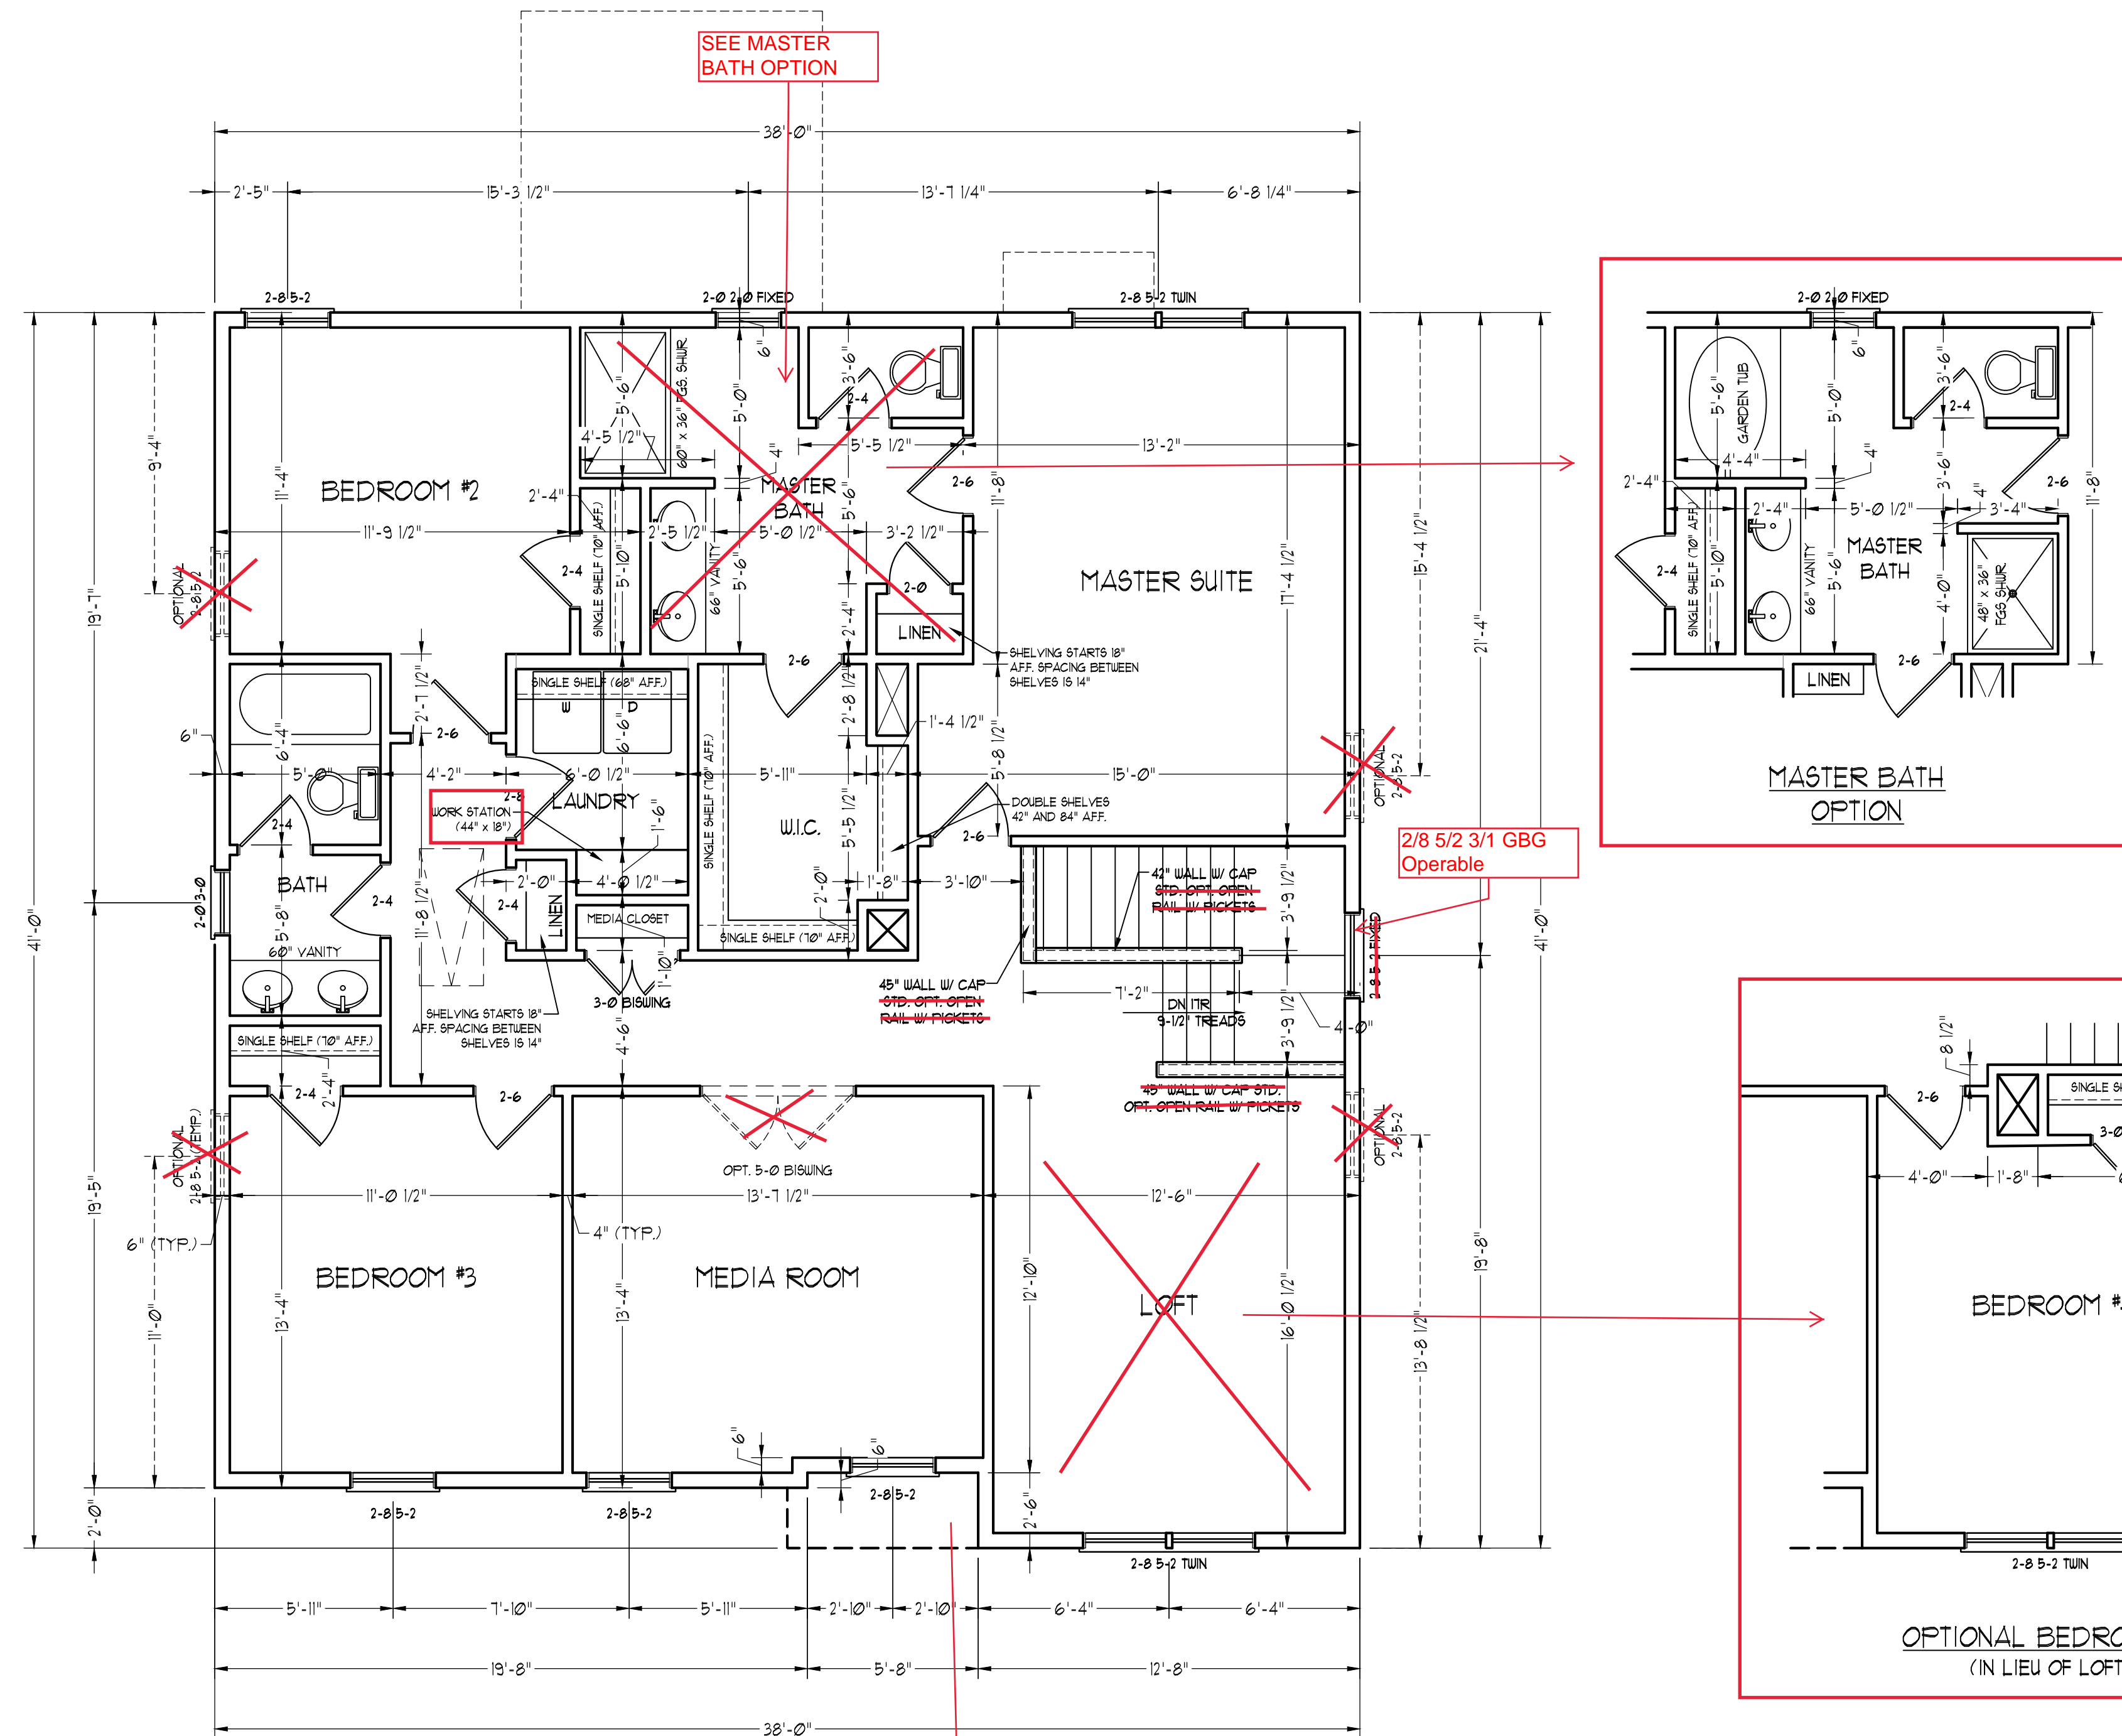 SEE MASTER
BATH OPTION
38'-0"
2'-5"
15'-3 1/2"
13'-7 1/4"
6'-8 1/4"
2-8 5-2
2-0 2-0 FIXED
2-8 5-2 TWIN
9'-4"
19'-7"
41'-0"
11'-4"
BEDROOM #2
11'-9 1/2"
OPTIONAL
2-8 5-2
5'-6"
60" x 36" FGS. SHWR
4'-5 1/2"
6"
5'-0"
3'-6"
2-4
5'-5 1/2"
4"
MASTER
BATH
2'-4"
2-4
SINGLE SHELF (70" A.F.F.)
5'-10"
2'-5 1/2"
66" VANITY
5'-0 1/2"
5'-6"
5'-6"
3'-2 1/2"
2-6
2-0
2'-4"
LINEN
11'-8"
13'-2"
MASTER SUITE
17'-4 1/2"
15'-4 1/2"
21'-4"
41'-0"
SHELVING STARTS 18"
A.F.F. SPACING BETWEEN
SHELVES IS 14"
2'-7 1/2"
2-6
SINGLE SHELF (68" A.F.F.)
W
D
6'-6"
2-6
2'-8 1/2"
1'-4 1/2"
5'-8 1/2"
6"
6'-4"
5'-0"
4'-2"
6'-0 1/2"
5'-11"
15'-0"
OPTIONAL
2-8 5-2
2-8
LAUNDRY
WORK STATION
(44" x 18")
1'-6"
SINGLE SHELF (70" A.F.F.)
W.I.C.
5'-5 1/2"
DOUBLE SHELVES
42" AND 84" A.F.F.
2-6
2-4
BATH
2-0 3-0
2-4
5'-8"
60" VANITY
11'-8 1/2"
2'-0"
4'-0 1/2"
2-4
LINEN
MEDIA CLOSET
1'-10"
3-0 BISWING
SINGLE SHELF (70" A.F.F.)
2'-0"
1'-8"
3'-10"
42" WALL W/ CAP
STD. OPT. OPEN
RAIL W/ PICKETS
3'-9 1/2"
2/8 5/2 3/1 GBG
Operable
2-8 5-2 FIXED
45" WALL W/ CAP
STD. OPT. OPEN
RAIL W/ PICKETS
7'-2"
DN 17R
9-1/2" TREADS
3'-9 1/2"
4'-0"
SHELVING STARTS 18"
A.F.F. SPACING BETWEEN
SHELVES IS 14"
4'-6"
SINGLE SHELF (70" A.F.F.)
2'-4"
2-4
2-6
45" WALL W/ CAP STD.
OPT. OPEN RAIL W/ PICKETS
OPTIONAL
2-8 5-2 (TEMP.)
OPT. 5-0 BISWING
OPTIONAL
2-8 5-2
19'-5"
11'-0 1/2"
13'-7 1/2"
12'-6"
6" (TYP.)
4" (TYP.)
11'-0"
BEDROOM #3
13'-4"
MEDIA ROOM
13'-4"
12'-10"
LOFT
16'-0 1/2"
13'-8 1/2"
19'-8"
6"
6"
2'-0"
2-8 5-2
2-8 5-2
2-8 5-2
2'-6"
2-8 5-2 TWIN
5'-11"
7'-10"
5'-11"
2'-10"
2'-10"
6'-4"
6'-4"
19'-8"
5'-8"
12'-8"
38'-0"
2-0 2-0 FIXED
6"
5'-6"
GARDEN TUB
5'-0"
3'-6"
2-4
4'-4"
4"
3'-6"
2-6
11'-8"
2'-4"
2'-4"
5'-0 1/2"
4"
3'-4"
2-4
SINGLE SHELF (70" A.F.F.)
5'-10"
66" VANITY
5'-6"
MASTER
BATH
4'-0"
48" x 36"
FGS SHWR
LINEN
2-6
MASTER BATH
OPTION
8 1/2"
2-6
SINGLE
4'-0"
1'-8"
BEDROOM
2-8 5-2 TWIN
OPTIONAL
(IN LIEU OF LOFT